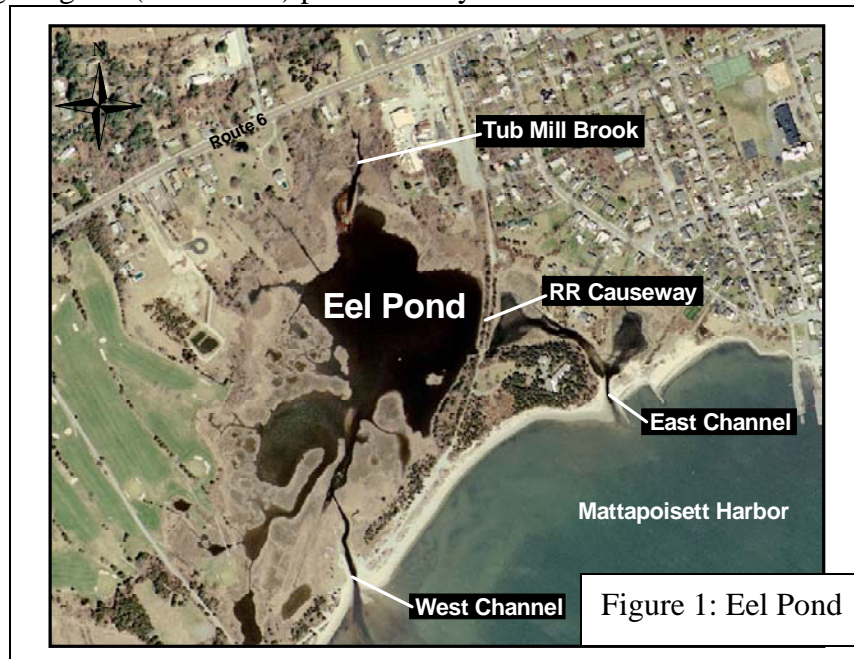 N
Route 6
Tub Mill Brook
RR Causeway
Eel Pond
East Channel
Mattapoisett Harbor
West Channel
Figure 1: Eel Pond